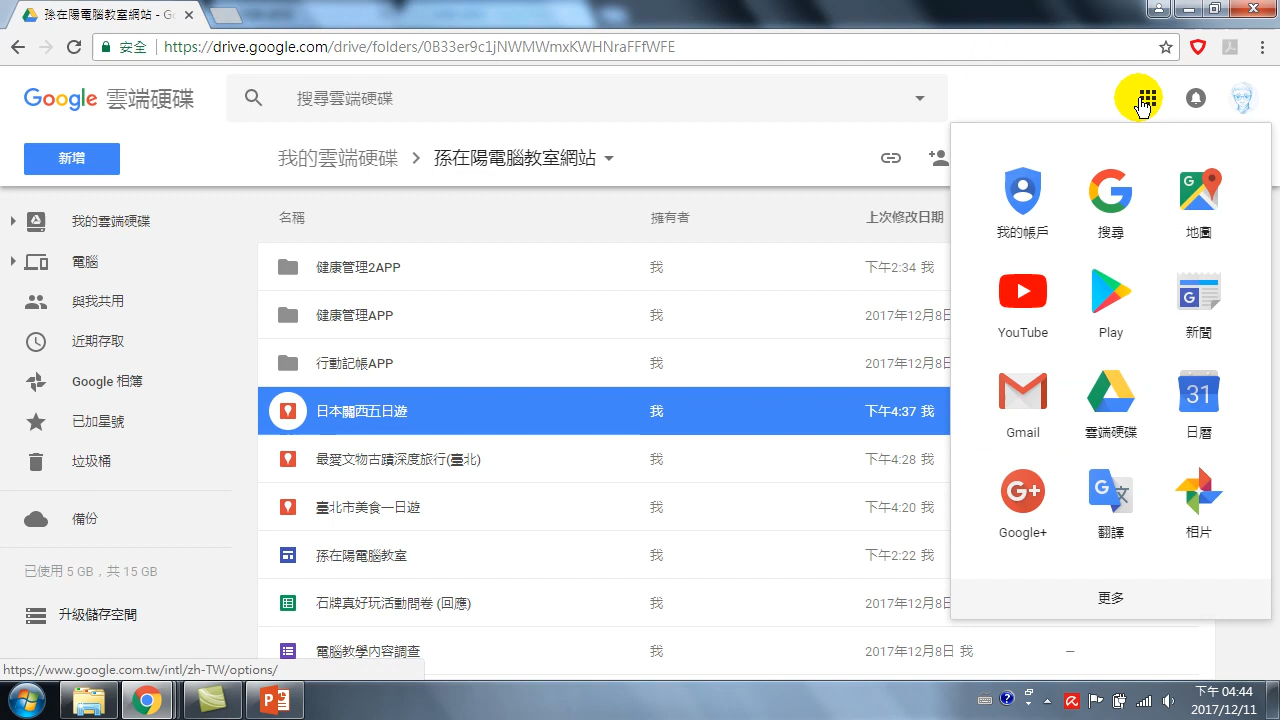 孫在陽電腦教室網站 - Go
安全
https://drive.google.com/drive/folders/0B33er9c1jNWMWmxKWHNraFFfWFE
Google 雲端硬碟
搜尋雲端硬碟
新增
我的雲端硬碟
孫在陽電腦教室網站
我的雲端硬碟
電腦
與我共用
近期存取
Google 相簿
已加星號
垃圾桶
備份
已使用 5 GB，共 15 GB
升級儲存空間
名稱 擁有者 上次修改日期
健康管理2APP 我 下午2:34 我
健康管理APP 我 2017年12月8日
行動記帳APP 我 2017年12月8日
日本關西五日遊 我 下午4:37 我
最愛文物古蹟深度旅行(臺北) 我 下午4:28 我
臺北市美食一日遊 我 下午4:20 我
孫在陽電腦教室 我 下午2:22 我
石牌真好玩活動問卷 (回應) 我 2017年12月8日
電腦教學內容調查 我 2017年12月8日 我 —
我的帳戶 搜尋 地圖
YouTube Play 新聞
31
Gmail 雲端硬碟 日曆
G+
Google+ 翻譯 相片
更多
https://www.google.com.tw/intl/zh-TW/options/
下午 04:44
2017/12/11